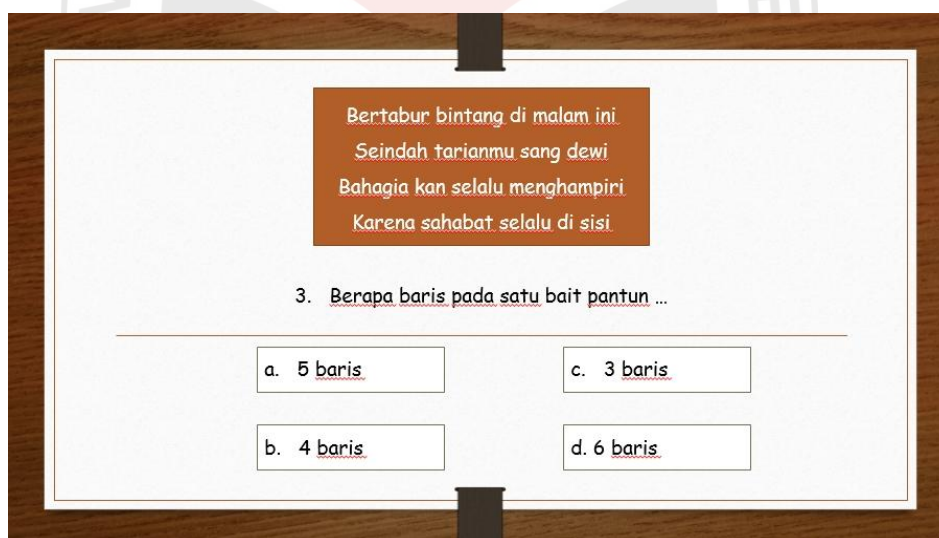 Bertabur bintang di malam ini
Seindah tarianmu sang dewi
Bahagia kan selalu menghampiri
Karena sahabat selalu di sisi
3. Berapa baris pada satu bait pantun ...
a. 5 baris
c. 3 baris
b. 4 baris
d. 6 baris